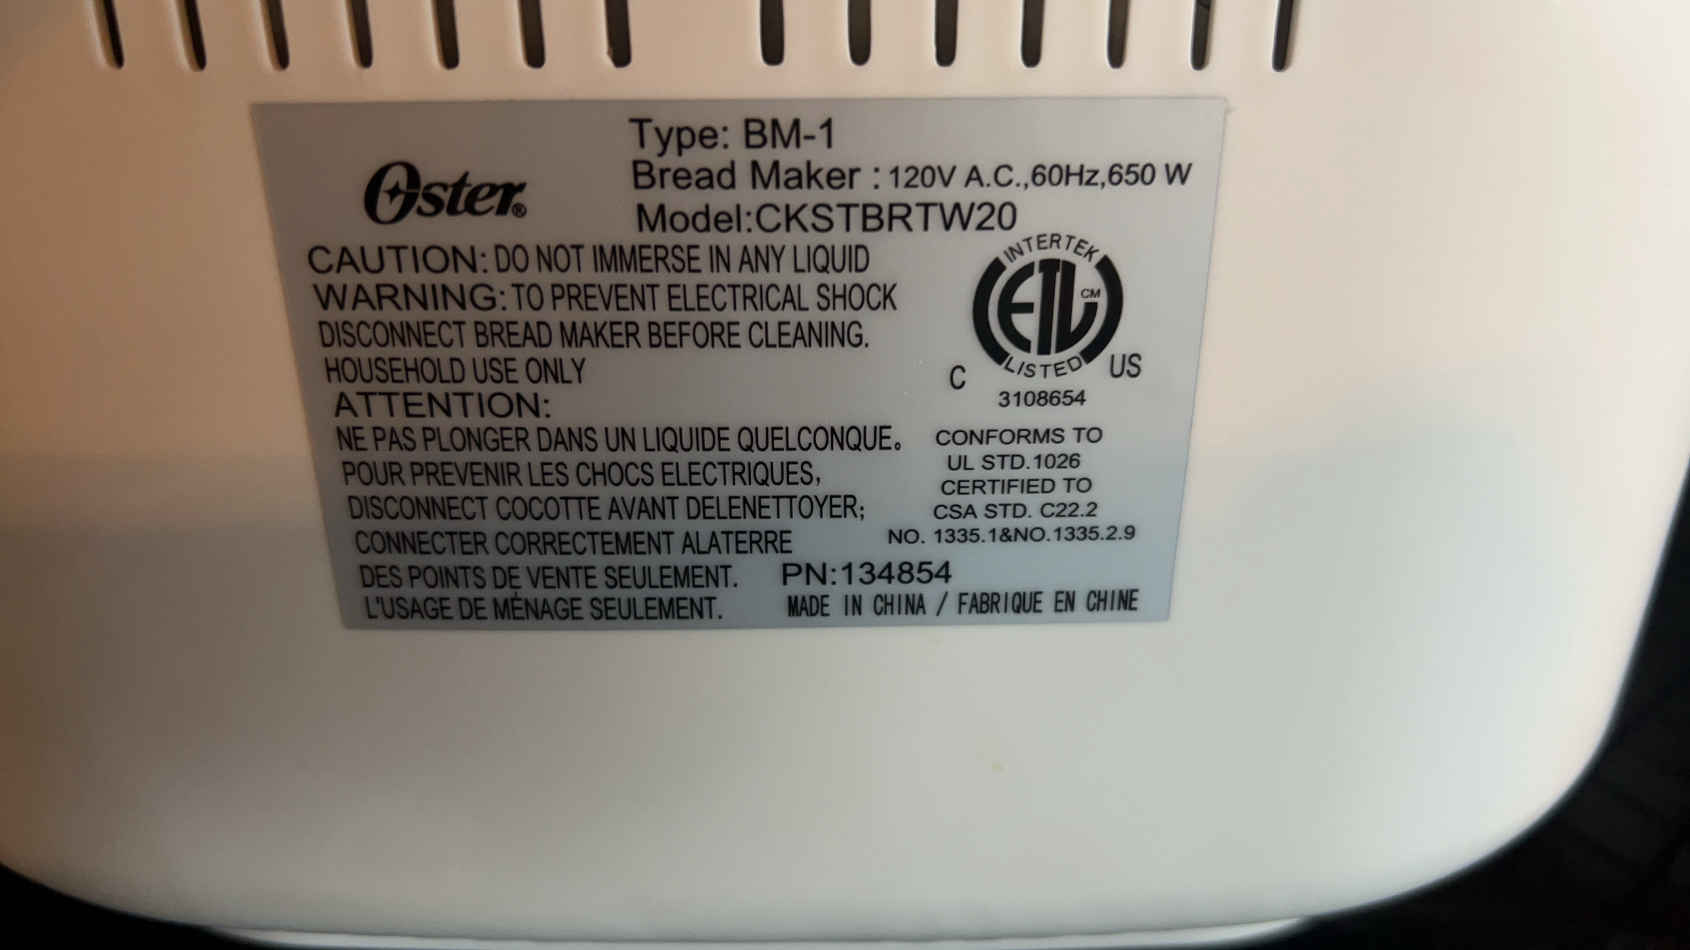 Oster®
Type: BM-1
Bread Maker : 120V A.C.,60Hz,650 W
Model:CKSTBRTW20
CAUTION: DO NOT IMMERSE IN ANY LIQUID
WARNING: TO PREVENT ELECTRICAL SHOCK
DISCONNECT BREAD MAKER BEFORE CLEANING.
HOUSEHOLD USE ONLY
ATTENTION:
NE PAS PLONGER DANS UN LIQUIDE QUELCONQUE。
POUR PREVENIR LES CHOCS ELECTRIQUES,
DISCONNECT COCOTTE AVANT DELENETTOYER;
CONNECTER CORRECTEMENT ALATERRE
DES POINTS DE VENTE SEULEMENT.
L'USAGE DE MÉNAGE SEULEMENT.
INTERTEK
ETL CM
LISTED
C US
3108654
CONFORMS TO
UL STD.1026
CERTIFIED TO
CSA STD. C22.2
NO. 1335.1&NO.1335.2.9
PN:134854
MADE IN CHINA / FABRIQUE EN CHINE